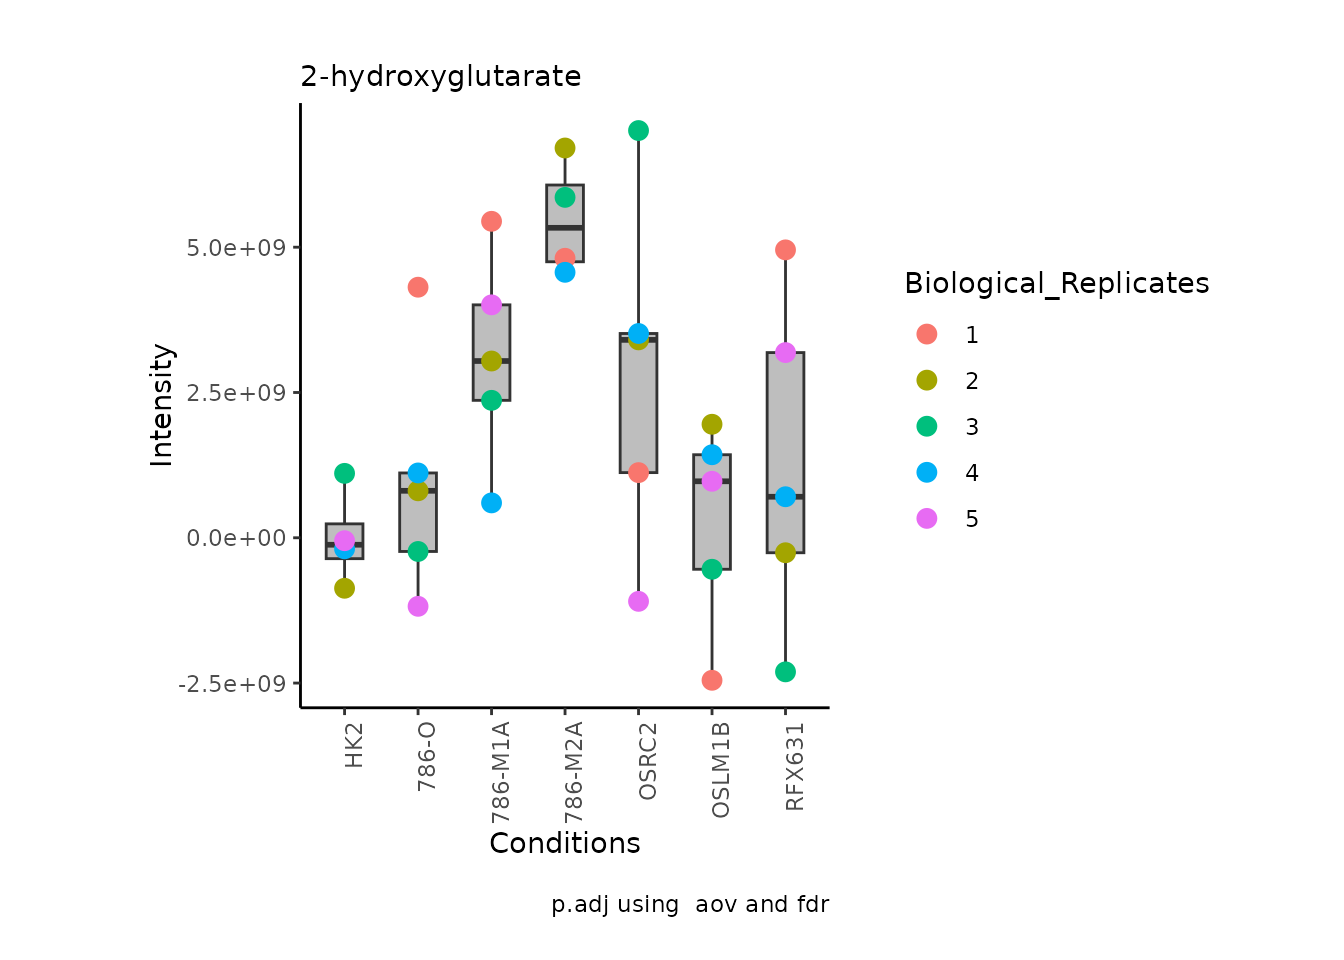 2-hydroxyglutarate
Intensity
5.0e+09
2.5e+09
0.0e+00
-2.5e+09
HK2
786-O
786-M1A
786-M2A
OSRC2
OSLM1B
RFX631
Conditions
Biological_Replicates
1
2
3
4
5
p.adj using  aov and fdr